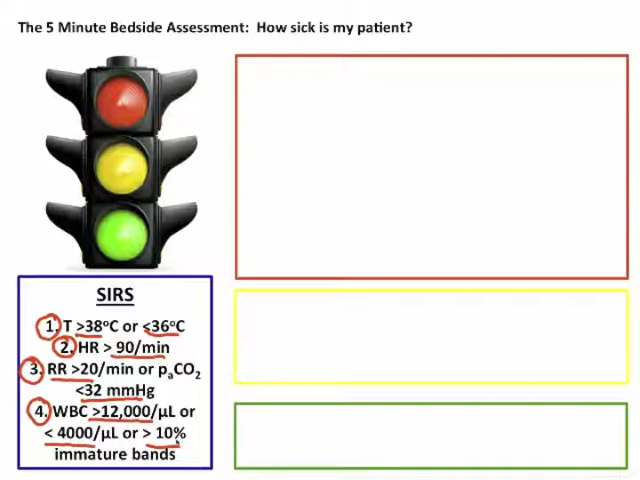 The 5 Minute Bedside Assessment:  How sick is my patient?
SIRS
1. T >38°C or <36°C
2. HR > 90/min
3. RR >20/min or pₐCO₂
<32 mmHg
4. WBC >12,000/μL or
< 4000/μL or > 10%
immature bands